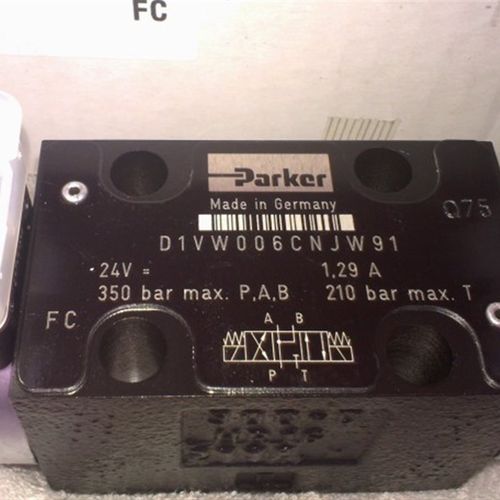 FC
Parker
Made in Germany
Q75
D1VW006CNJW91
24V = 1,29 A
350 bar max. P,A,B 210 bar max. T
FC
A B
P T